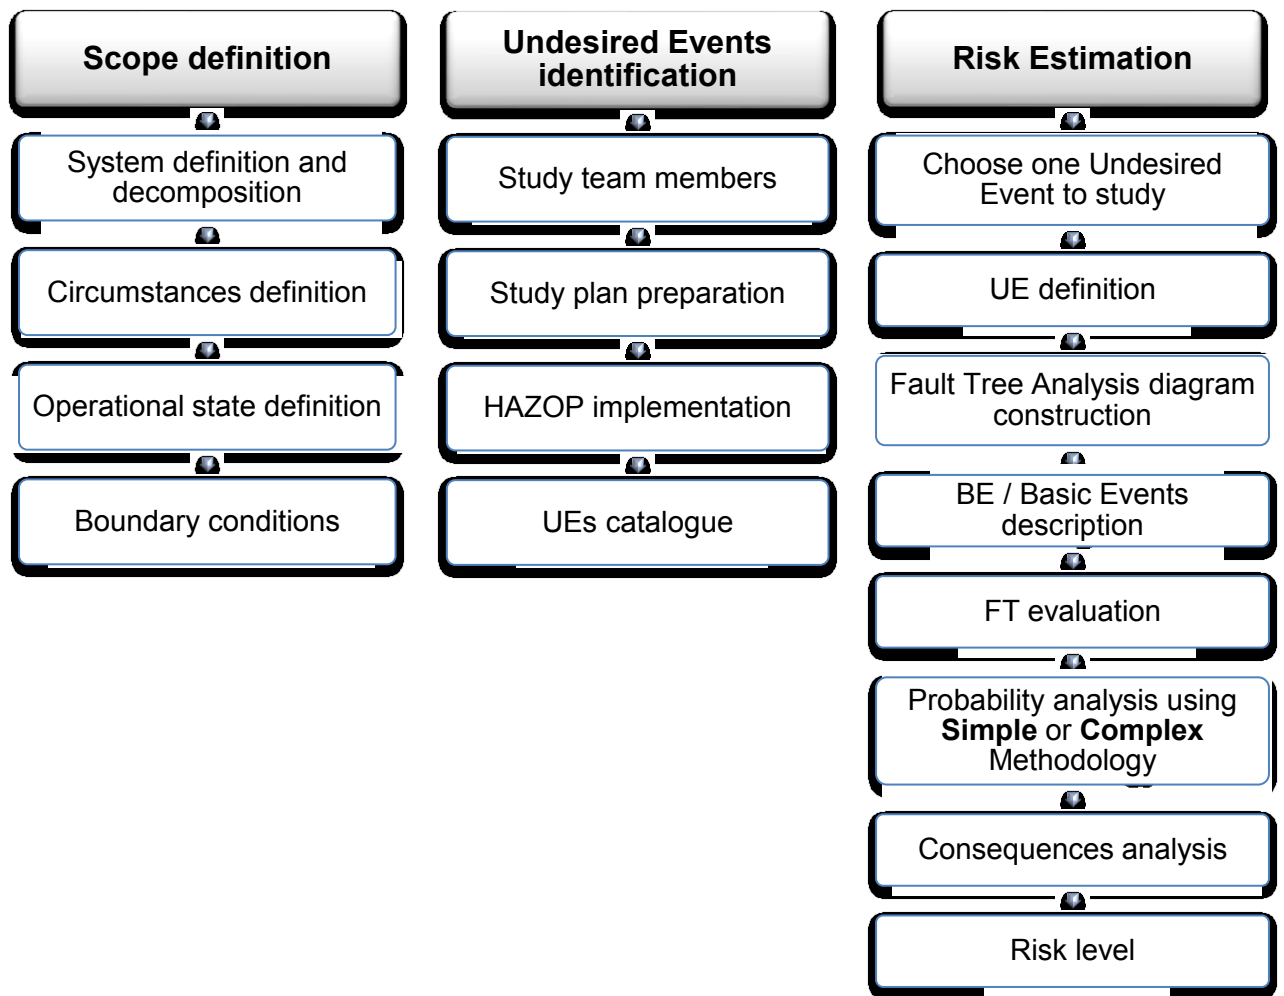 Scope definition
System definition and
decomposition
Circumstances definition
Operational state definition
Boundary conditions
Undesired Events
identification
Study team members
Study plan preparation
HAZOP implementation
UEs catalogue
Risk Estimation
Choose one Undesired
Event to study
UE definition
Fault Tree Analysis diagram
construction
BE / Basic Events
description
FT evaluation
Probability analysis using
Simple or Complex
Methodology
Consequences analysis
Risk level